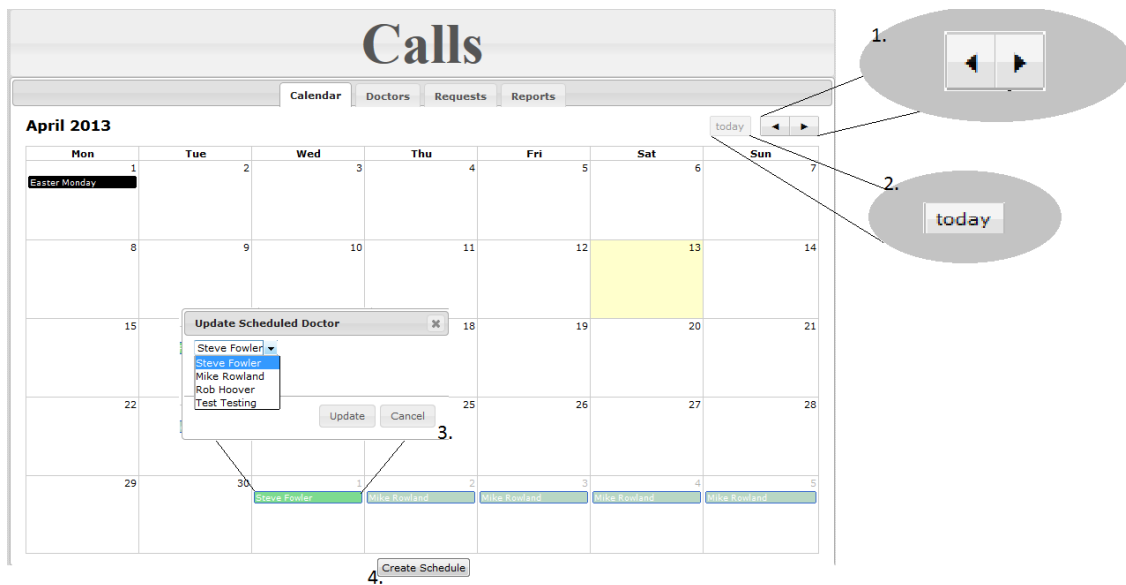 Calls
1.
Calendar Doctors Requests Reports
April 2013
today
Mon Tue Wed Thu Fri Sat Sun
1 2 3 4 5 6 7
Easter Monday
2.
today
8 9 10 11 12 13 14
Update Scheduled Doctor
15 18 19 20 21
Steve Fowler
Steve Fowler
Mike Rowland
Rob Hoover
Test Testing
22 25 26 27 28
Update Cancel
3.
29 30 1 2 3 4 5
Steve Fowler Mike Rowland Mike Rowland Mike Rowland Mike Rowland
4.
Create Schedule